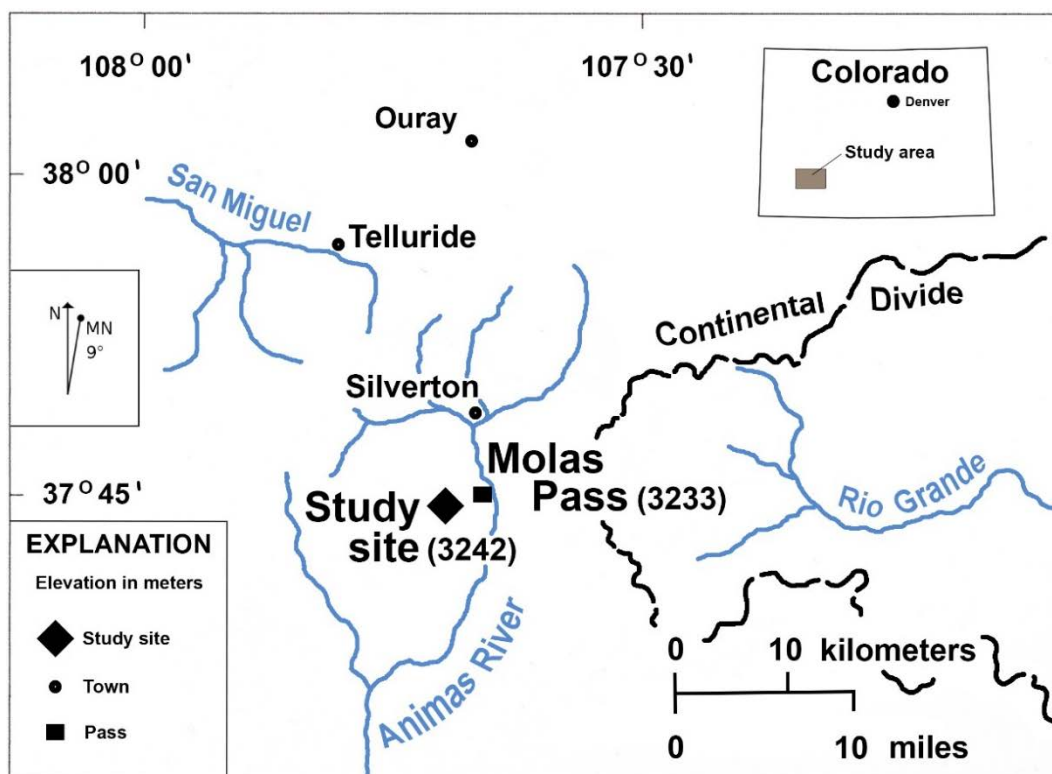 108° 00'
107° 30'
Colorado
Denver
Study area
Ouray
38° 00'
San Miguel
Telluride
N
MN
9°
Continental
Divide
Silverton
Molas
Pass (3233)
37° 45'
Study
site (3242)
Rio Grande
Animas River
EXPLANATION
Elevation in meters
Study site
Town
Pass
0 10 kilometers
0 10 miles